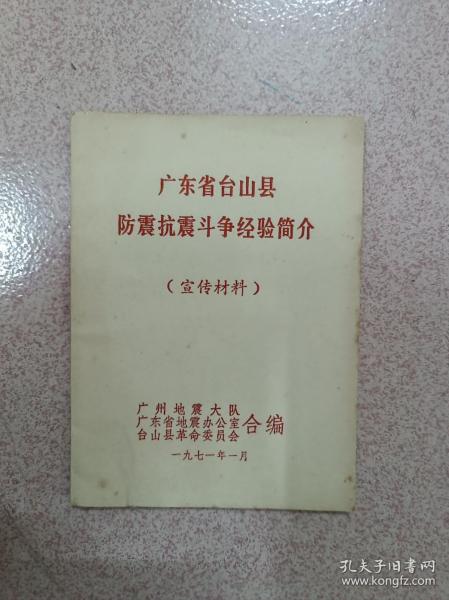 广东省台山县
防震抗震斗争经验简介
（宣传材料）
广州地震大队
广东省地震办公室
台山县革命委员会
合编
一九七一年一月
孔夫子旧书网
www.kongfz.com